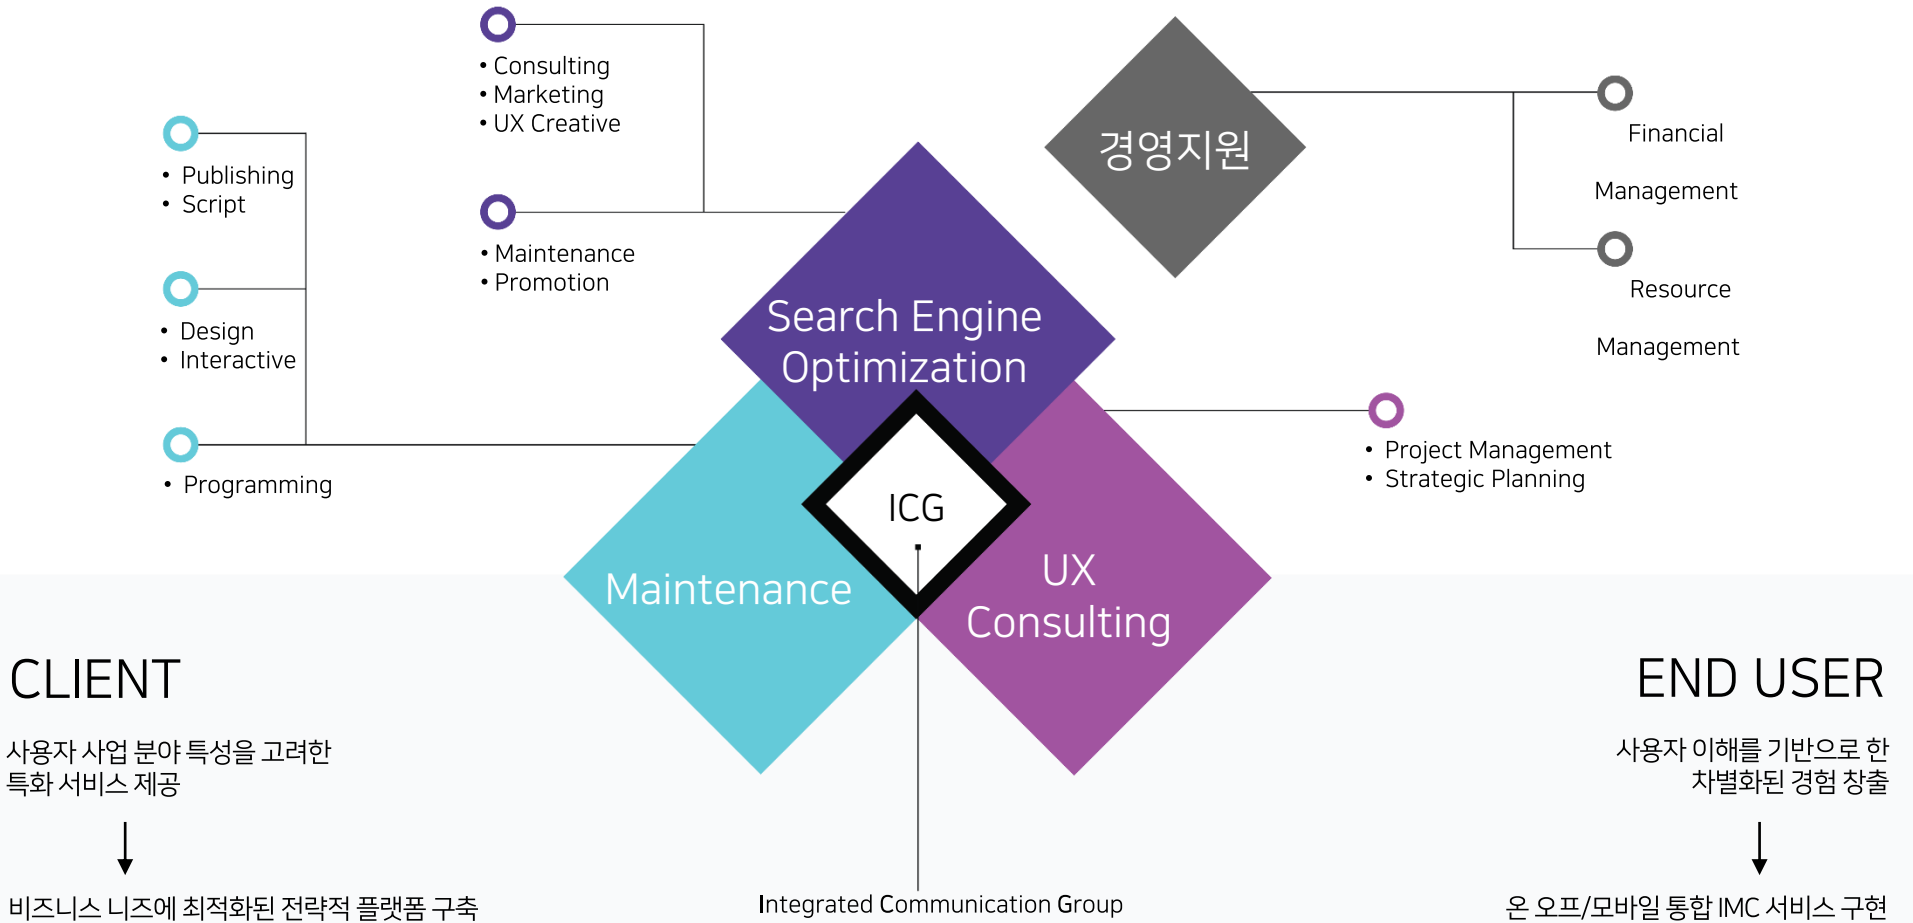 • Consulting
• Marketing
• UX Creative
• Publishing
• Script
• Maintenance
• Promotion
• Design
• Interactive
• Programming
경영지원
Financial
Management
Resource
Management
Search Engine
Optimization
• Project Management
• Strategic Planning
ICG
Maintenance
UX
Consulting
CLIENT
사용자 사업 분야 특성을 고려한
특화 서비스 제공
비즈니스 니즈에 최적화된 전략적 플랫폼 구축
Integrated Communication Group
END USER
사용자 이해를 기반으로 한
차별화된 경험 창출
온 오프/모바일 통합 IMC 서비스 구현